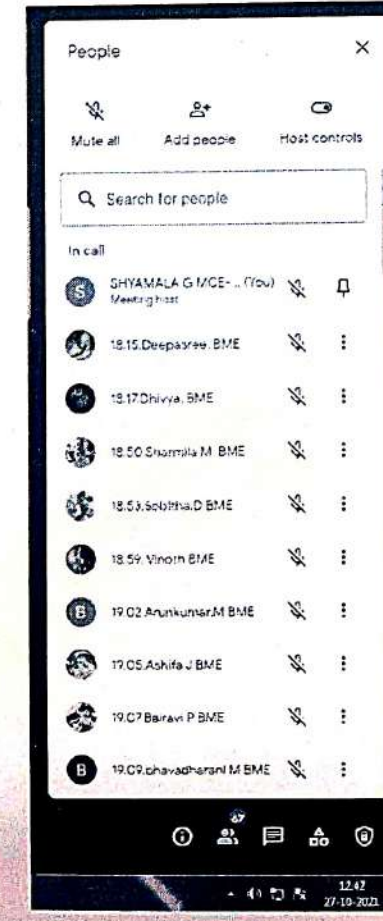 People
Mute all Add people Host controls
Search for people
In call
SHYAMALA G MCE-... (You)
Meeting host
18.15.Deepasree. BME
18.17.Dhivya. BME
18.50 Sharmila M BME
18.53.Sobitha.D BME
18.59. Vinoth BME
B 19.02 Arunkumar.M BME
19.05.Ashifa J BME
19.07 Bairavi P BME
B 19.09.bhavadharani M BME
12.42
27-10-2021